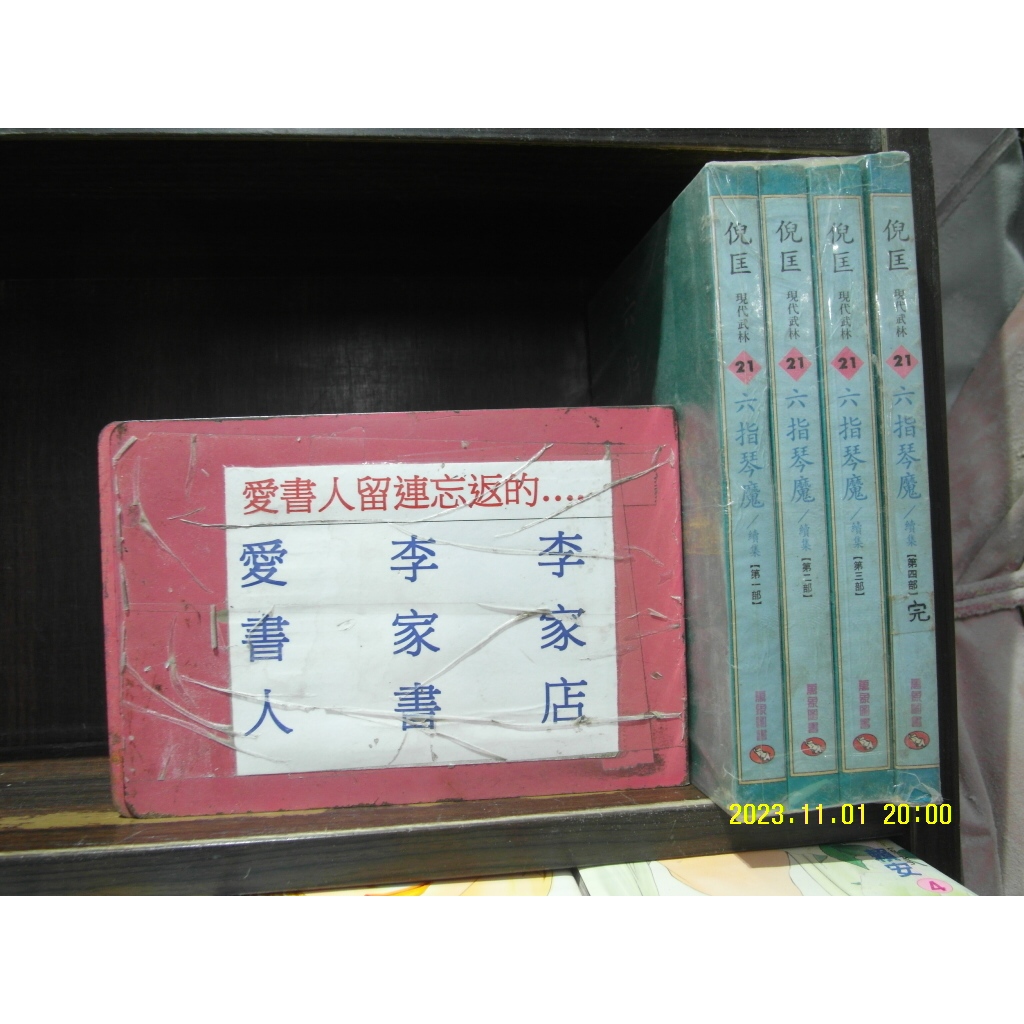 愛書人留連忘返的.....
愛書人
李家書
李家店
倪匡 現代武林 21 六指琴魔/續集【第一部】
倪匡 現代武林 21 六指琴魔/續集【第二部】
倪匡 現代武林 21 六指琴魔/續集【第三部】
倪匡 現代武林 21 六指琴魔/續集【第四部】完
2023.11.01 20:00
4